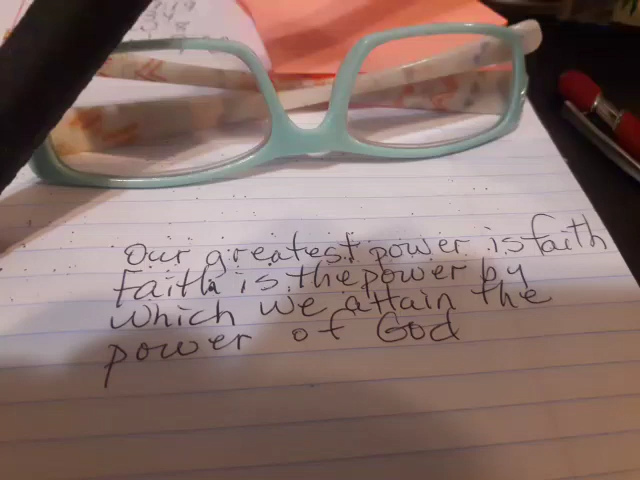 Our greatest power is faith
faith is the power by
which we attain the
power of God